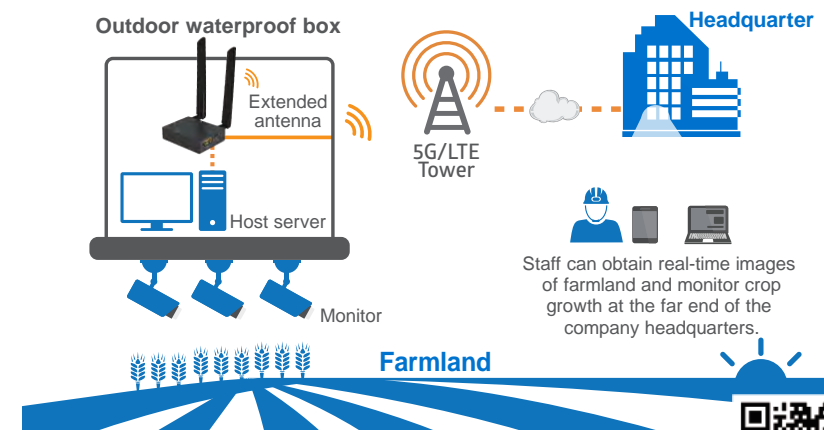 Outdoor waterproof box
Headquarter
Extended
antenna
5G/LTE
Tower
Host server
Monitor
Staff can obtain real-time images
of farmland and monitor crop
growth at the far end of the
company headquarters.
Farmland